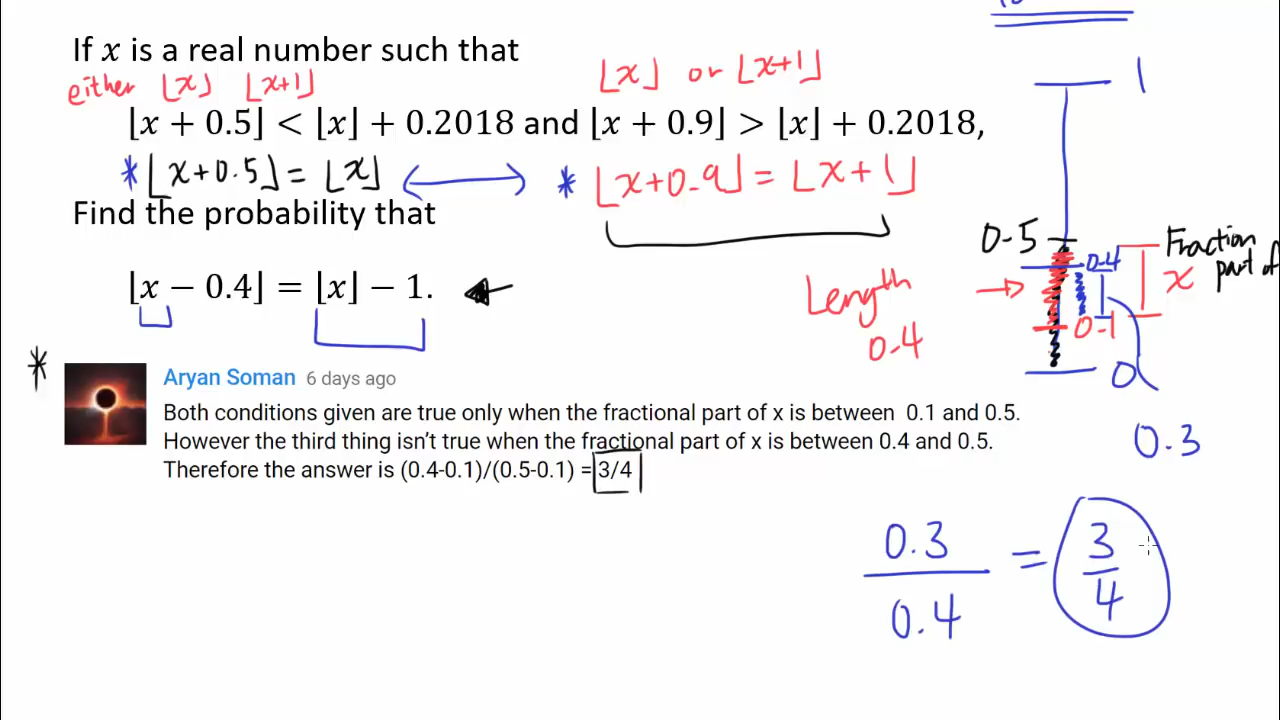 If x is a real number such that
either ⌊x⌋ ⌊x+1⌋
⌊x⌋ or ⌊x+1⌋
⌊x + 0.5⌋ < ⌊x⌋ + 0.2018 and ⌊x + 0.9⌋ > ⌊x⌋ + 0.2018,
*⌊x+0.5⌋ = ⌊x⌋ ⟷ * ⌊x+0.9⌋ = ⌊x+1⌋
Find the probability that
⌊x − 0.4⌋ = ⌊x⌋ − 1.
Length
0.4
1
0.5
0.4
0.1
0
Fraction
part of
x
0.3
*
Aryan Soman 6 days ago
Both conditions given are true only when the fractional part of x is between 0.1 and 0.5.
However the third thing isn't true when the fractional part of x is between 0.4 and 0.5.
Therefore the answer is (0.4-0.1)/(0.5-0.1) = 3/4
0.3
0.4
=
3
4